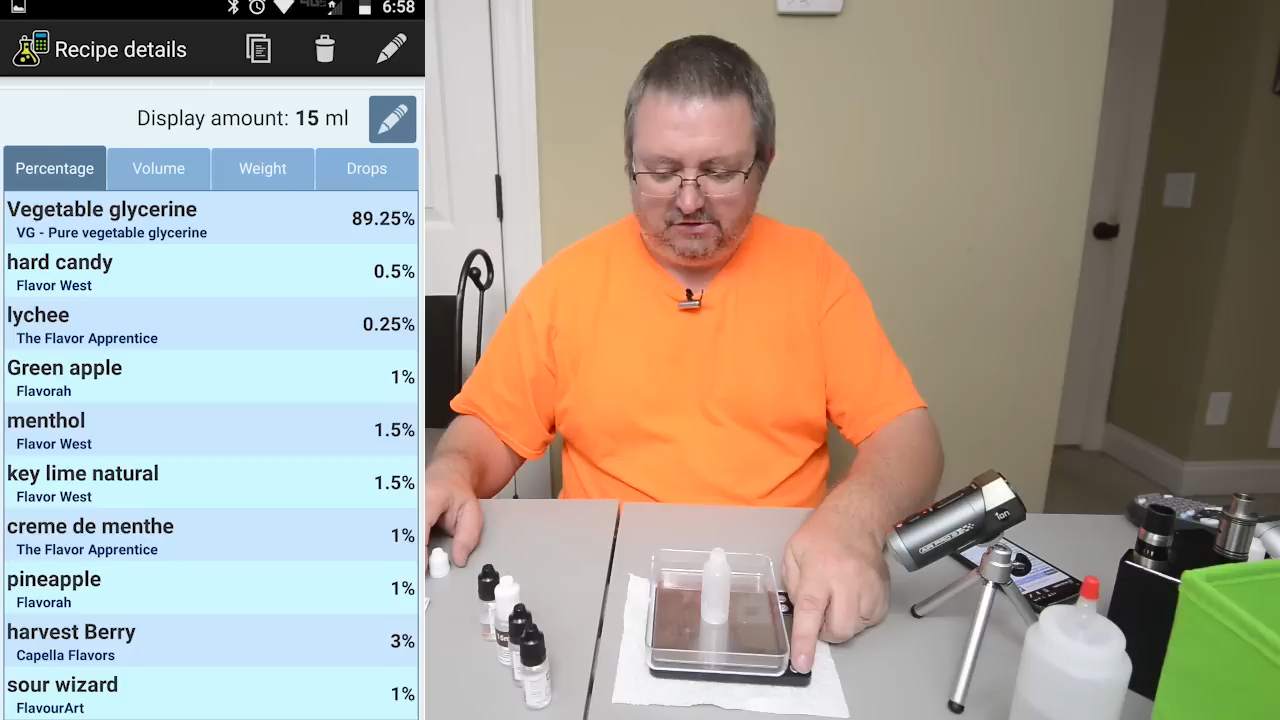 6:58
Recipe details
Display amount: 15 ml
Percentage
Volume
Weight
Drops
Vegetable glycerine
89.25%
VG - Pure vegetable glycerine
hard candy
0.5%
Flavor West
lychee
0.25%
The Flavor Apprentice
Green apple
1%
Flavorah
menthol
1.5%
Flavor West
key lime natural
1.5%
Flavor West
creme de menthe
1%
The Flavor Apprentice
pineapple
1%
Flavorah
harvest Berry
3%
Capella Flavors
sour wizard
1%
FlavourArt
ion